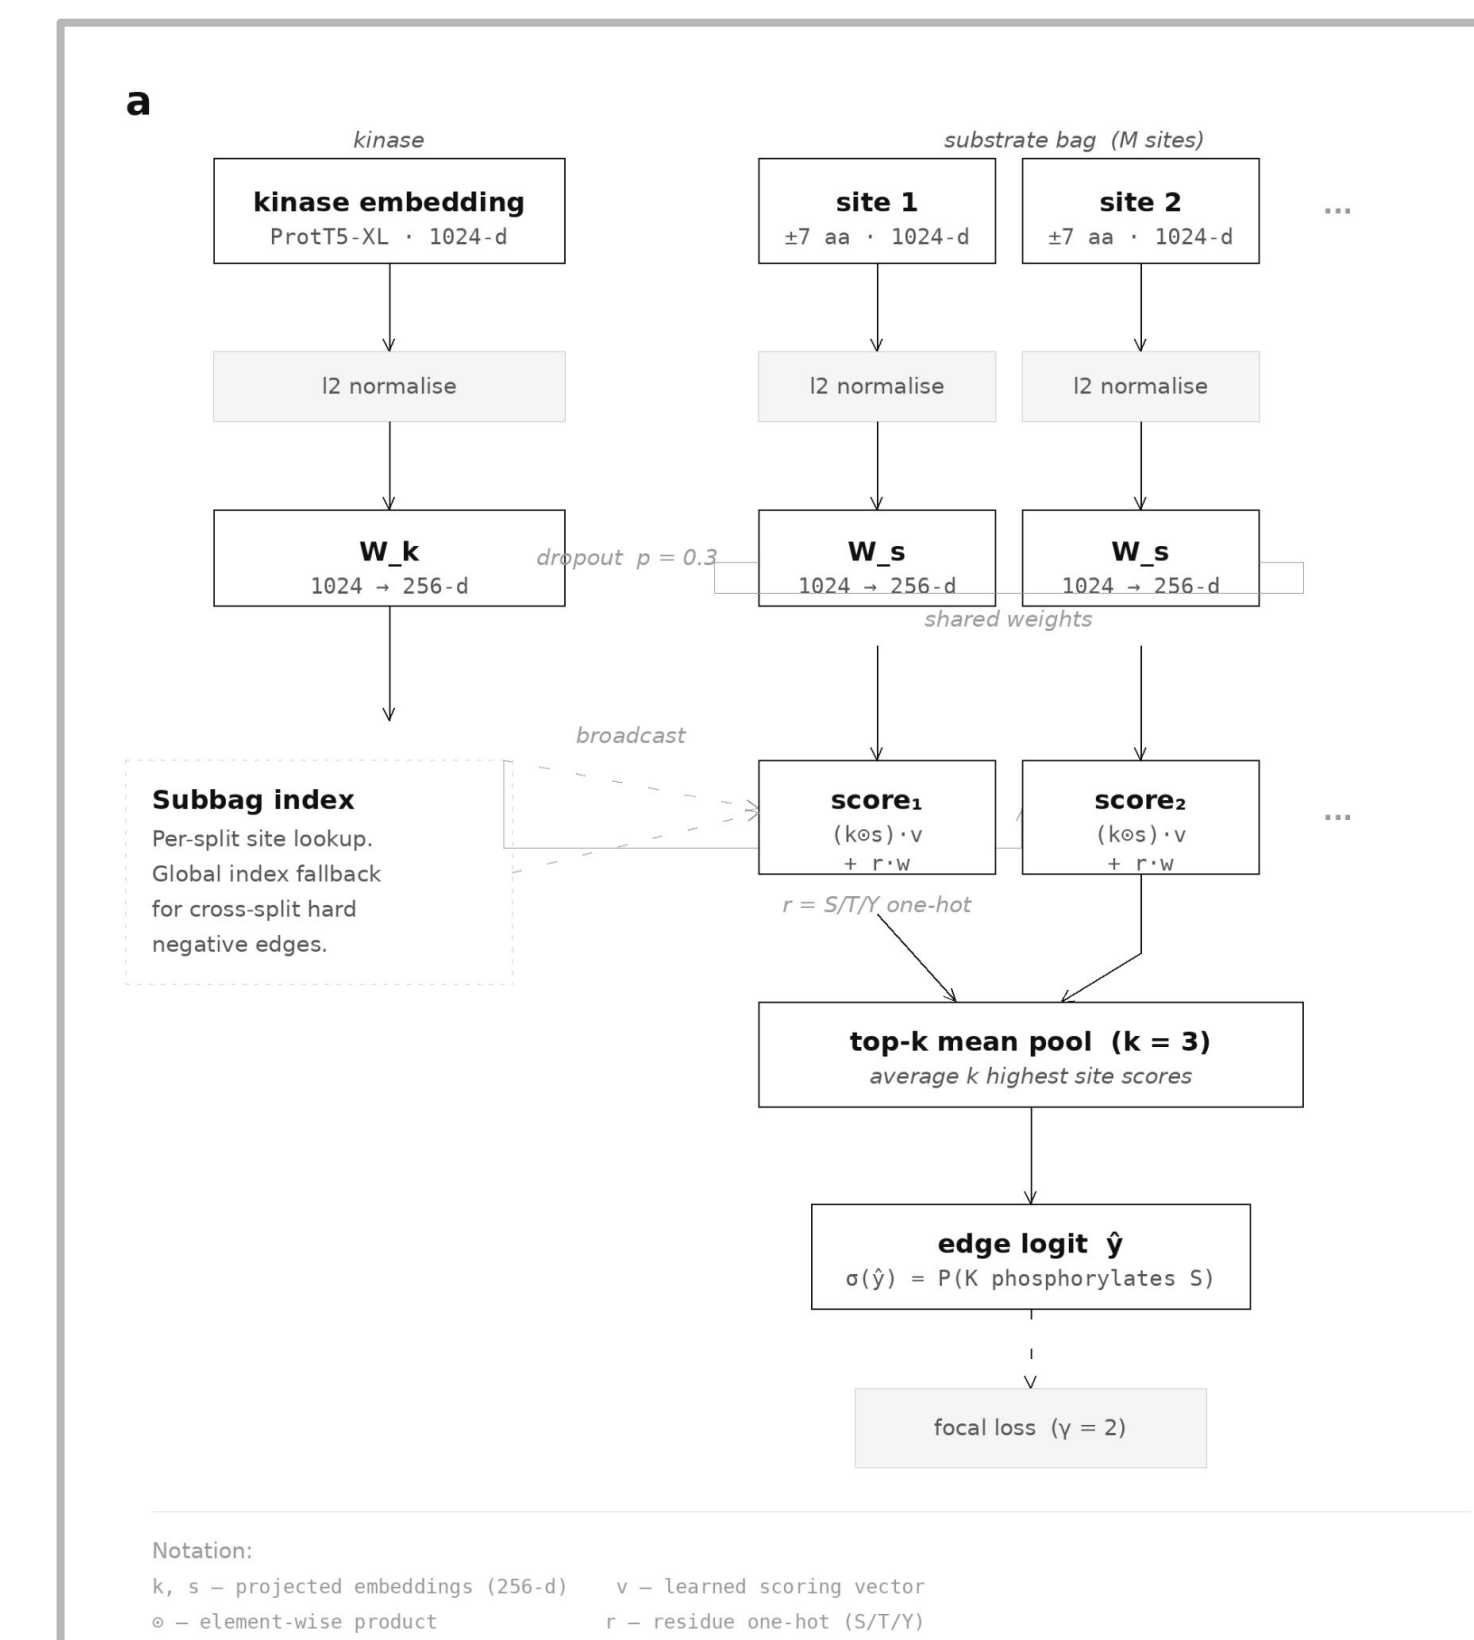 a
kinase
substrate bag (M sites)
kinase embedding
ProtT5-XL · 1024-d
site 1
±7 aa · 1024-d
site 2
±7 aa · 1024-d
...
l2 normalise
l2 normalise
l2 normalise
W_k
1024 → 256-d
dropout p = 0.3
W_s
1024 → 256-d
W_s
1024 → 256-d
shared weights
broadcast
Subbag index
Per-split site lookup.
Global index fallback
for cross-split hard
negative edges.
score₁
(k⊙s)·v
+ r·w
score₂
(k⊙s)·v
+ r·w
...
r = S/T/Y one-hot
top-k mean pool (k = 3)
average k highest site scores
edge logit ŷ
σ(ŷ) = P(K phosphorylates S)
focal loss (γ = 2)
Notation:
k, s — projected embeddings (256-d) v — learned scoring vector
⊙ — element-wise product r — residue one-hot (S/T/Y)